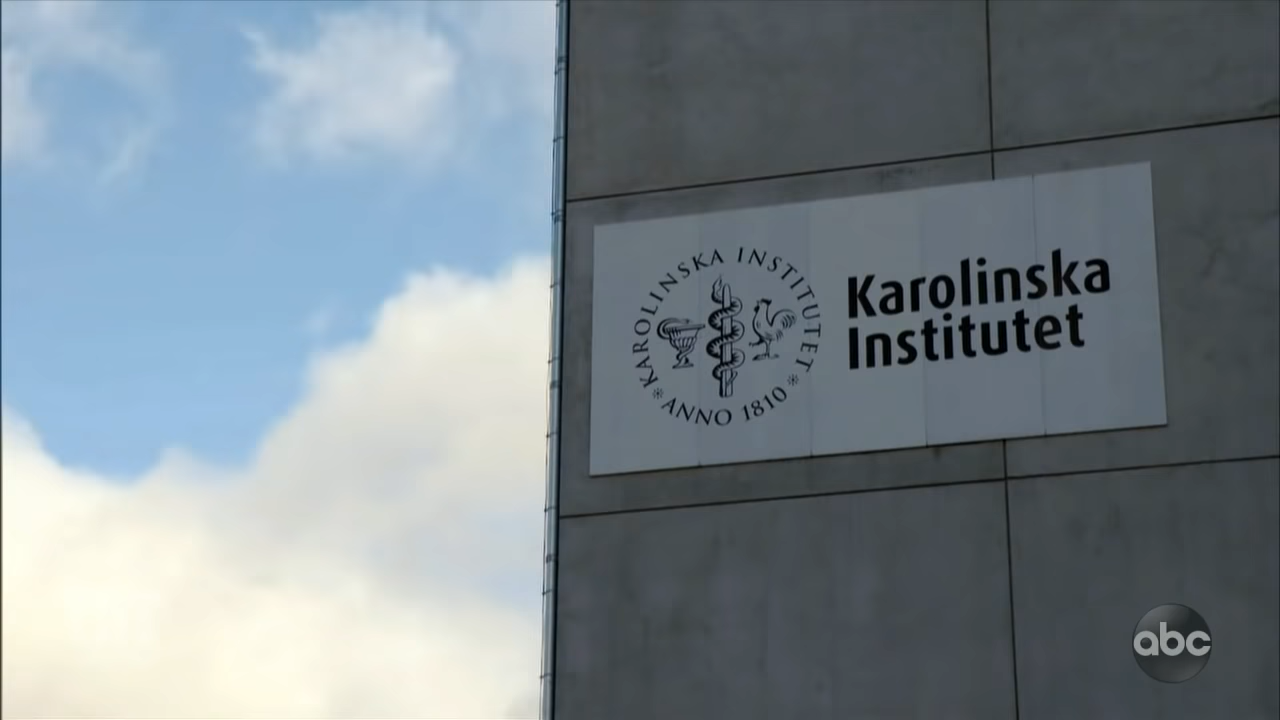 KAROLINSKA INSTITUTET
* ANNO 1810 *
Karolinska
Institutet
abc